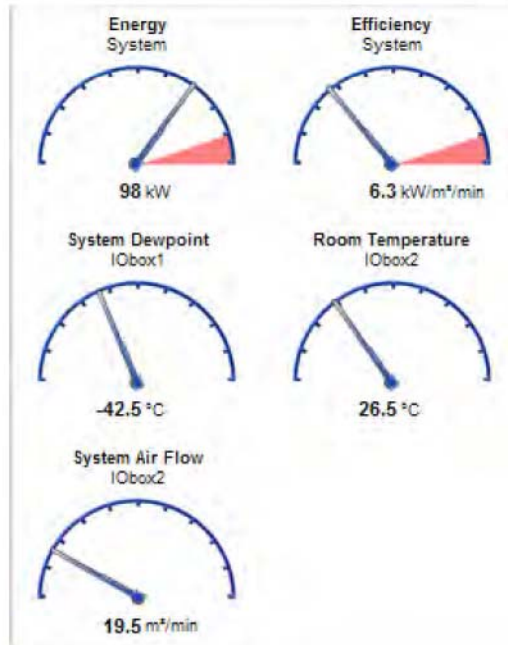 Energy
System
98 kW
Efficiency
System
6.3 kW/m³/min
System Dewpoint
IObox1
-42.5 °C
Room Temperature
IObox2
26.5 °C
System Air Flow
IObox2
19.5 m³/min